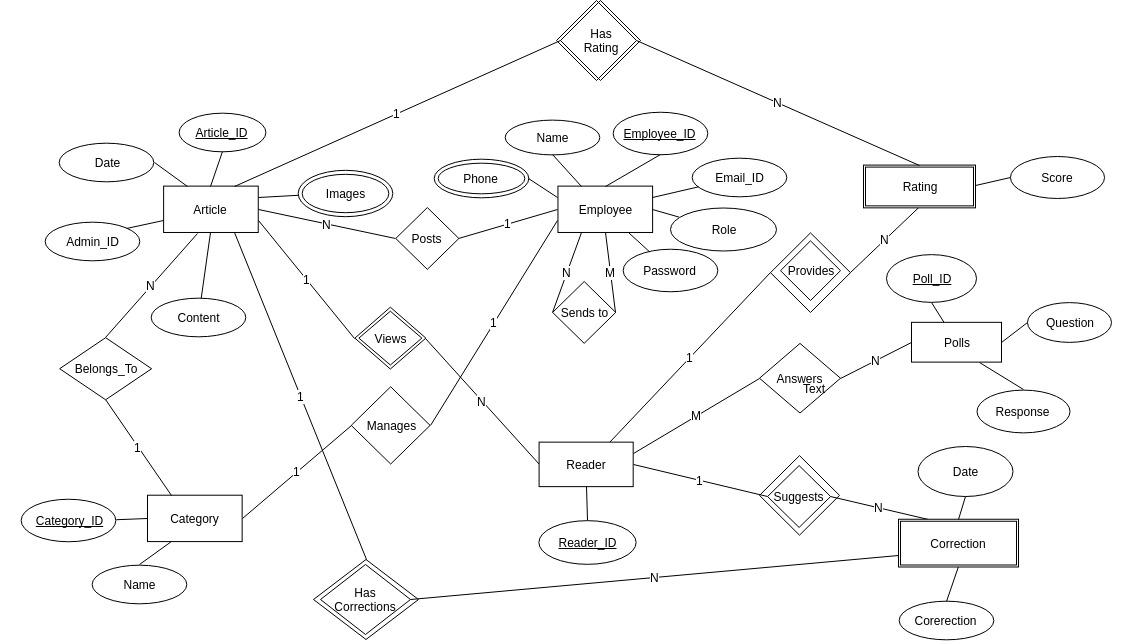 Has
Rating
1
N
Article_ID
Name
Employee_ID
Date
Phone
Images
Email_ID
Rating
Score
Article
Employee
N
1
Posts
Role
Admin_ID
N
Provides
Password
N
M
1
Poll_ID
N
Content
Sends to
Question
1
Views
Polls
1
Belongs_To
N
Answers
Text
1
N
M
Response
Manages
1
Reader
1
1
Date
Suggests
N
Category_ID
Category
Reader_ID
Correction
Name
N
Has
Corrections
Corerection